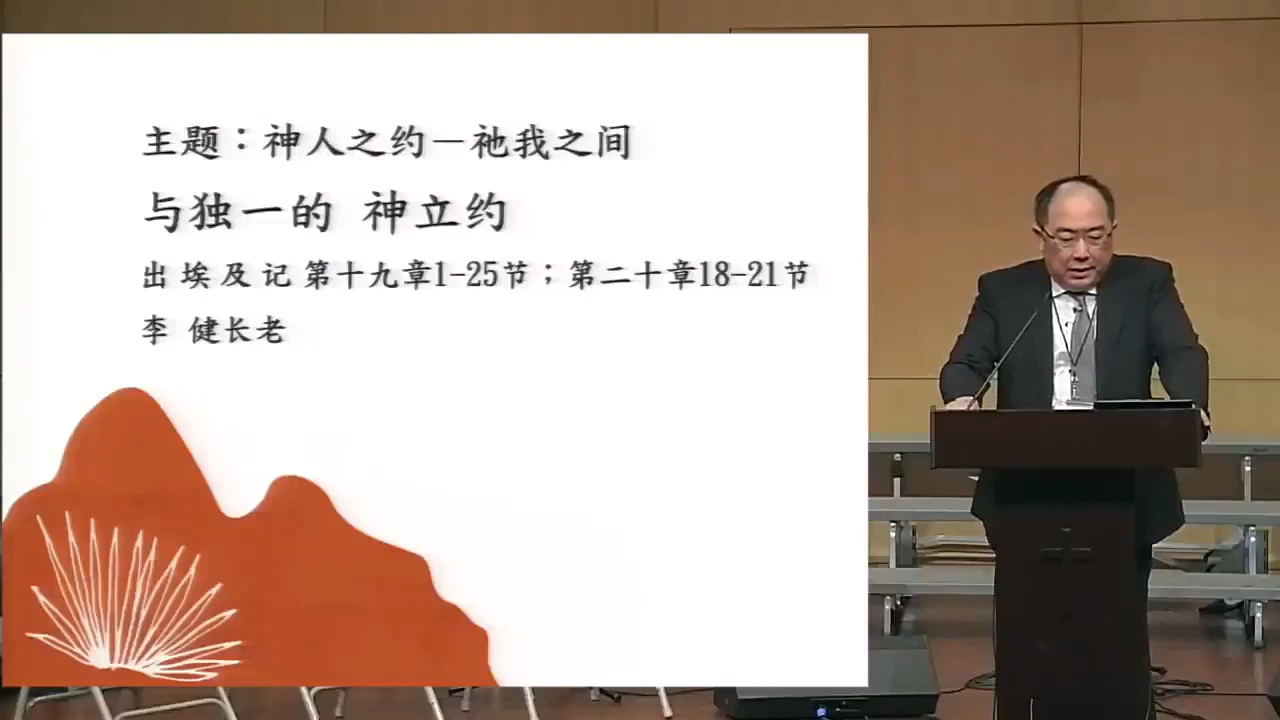 主题：神人之约—祂我之间
与独一的 神立约
出埃及记第十九章1-25节；第二十章18-21节
李 健长老